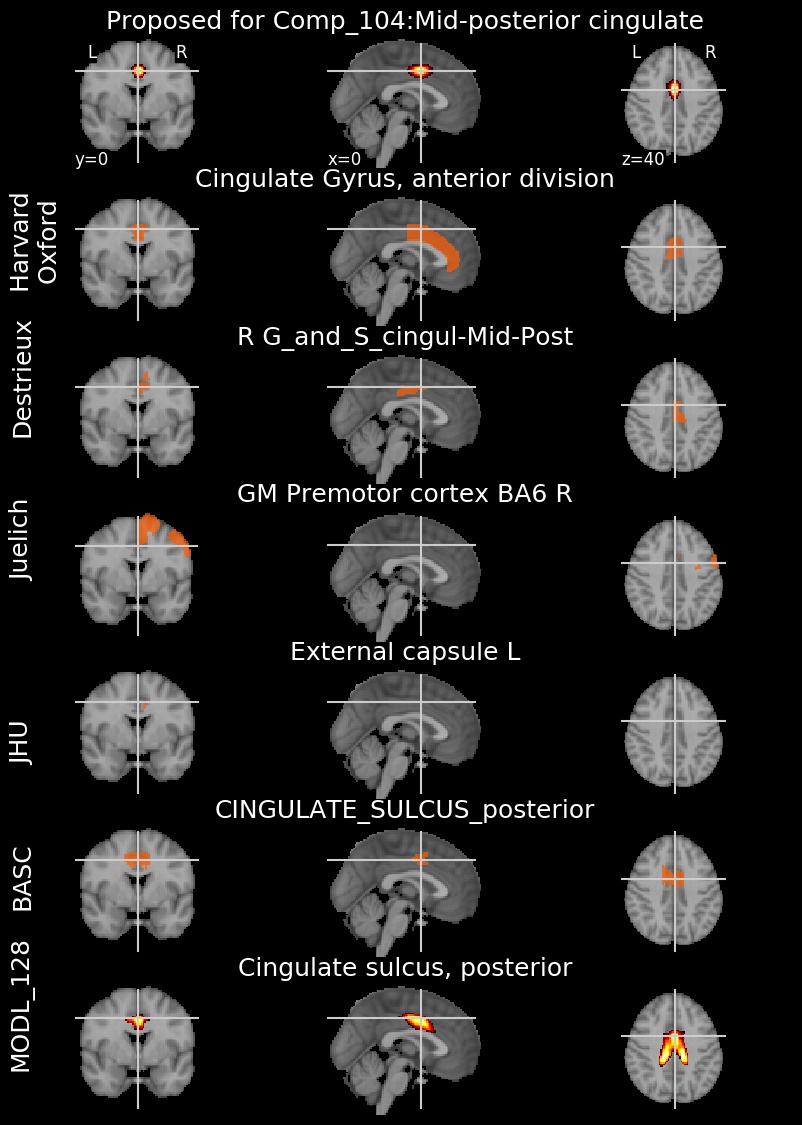 Proposed for Comp_104:Mid-posterior cingulate
L R
L R
y=0
x=0
z=40
Cingulate Gyrus, anterior division
Harvard
Oxford
R G_and_S_cingul-Mid-Post
Destrieux
GM Premotor cortex BA6 R
Juelich
External capsule L
JHU
CINGULATE_SULCUS_posterior
BASC
Cingulate sulcus, posterior
MODL_128